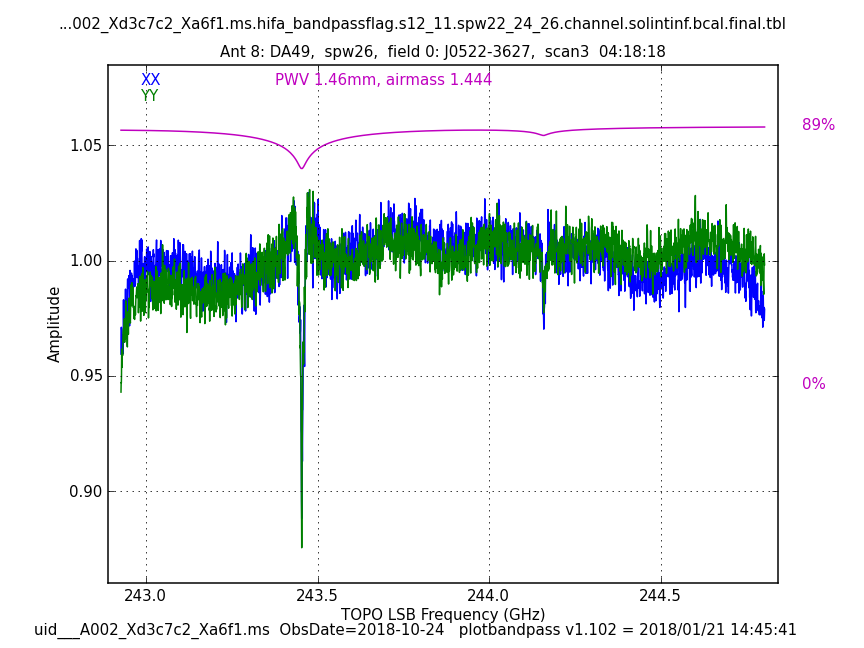 ...002_Xd3c7c2_Xa6f1.ms.hifa_bandpassflag.s12_11.spw22_24_26.channel.solintinf.bcal.final.tbl
Ant 8: DA49,  spw26,  field 0: J0522-3627,  scan3  04:18:18
XX
PWV 1.46mm, airmass 1.444
YY
89%
1.05
1.00
0.95
0.90
0%
Amplitude
243.0 243.5 244.0 244.5
TOPO LSB Frequency (GHz)
uid___A002_Xd3c7c2_Xa6f1.ms  ObsDate=2018-10-24   plotbandpass v1.102 = 2018/01/21 14:45:41